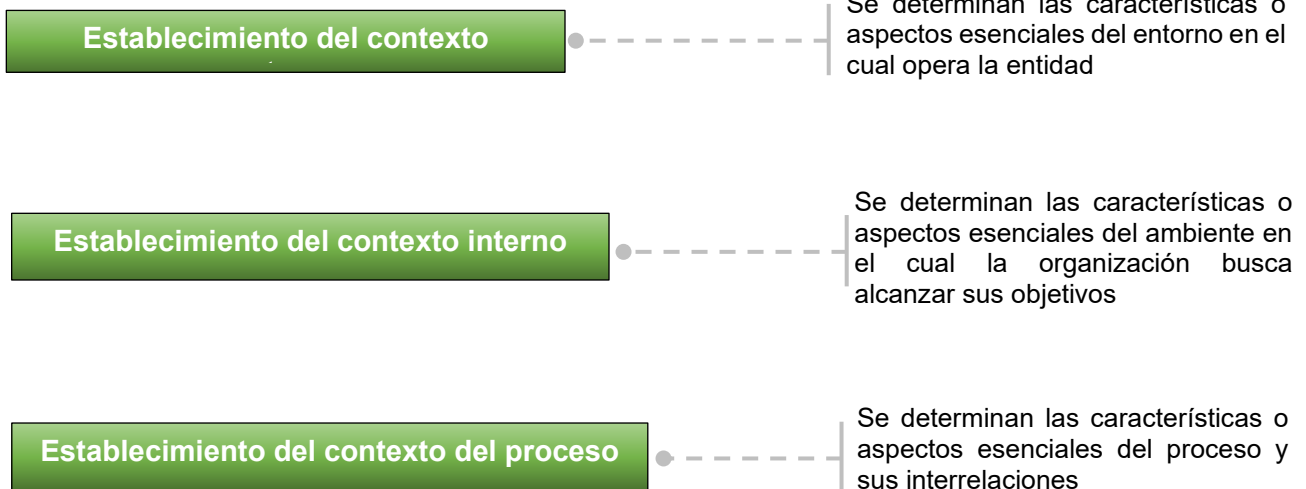 Establecimiento del contexto
Se determinan las características o
aspectos esenciales del entorno en el
cual opera la entidad
Establecimiento del contexto interno
Se determinan las características o
aspectos esenciales del ambiente en
el cual la organización busca
alcanzar sus objetivos
Establecimiento del contexto del proceso
Se determinan las características o
aspectos esenciales del proceso y
sus interrelaciones